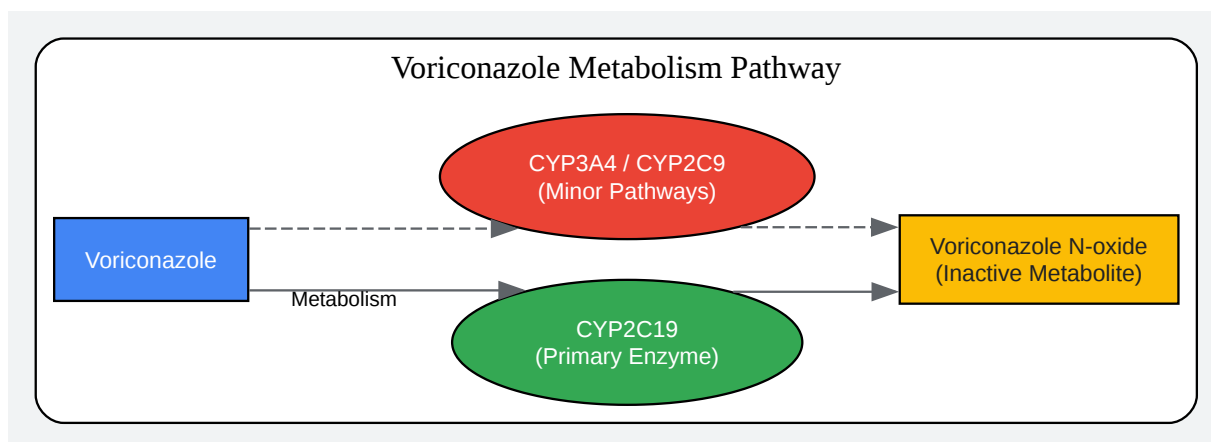 Voriconazole Metabolism Pathway
CYP3A4 / CYP2C9
(Minor Pathways)
Voriconazole
Metabolism
CYP2C19
(Primary Enzyme)
Voriconazole N-oxide
(Inactive Metabolite)